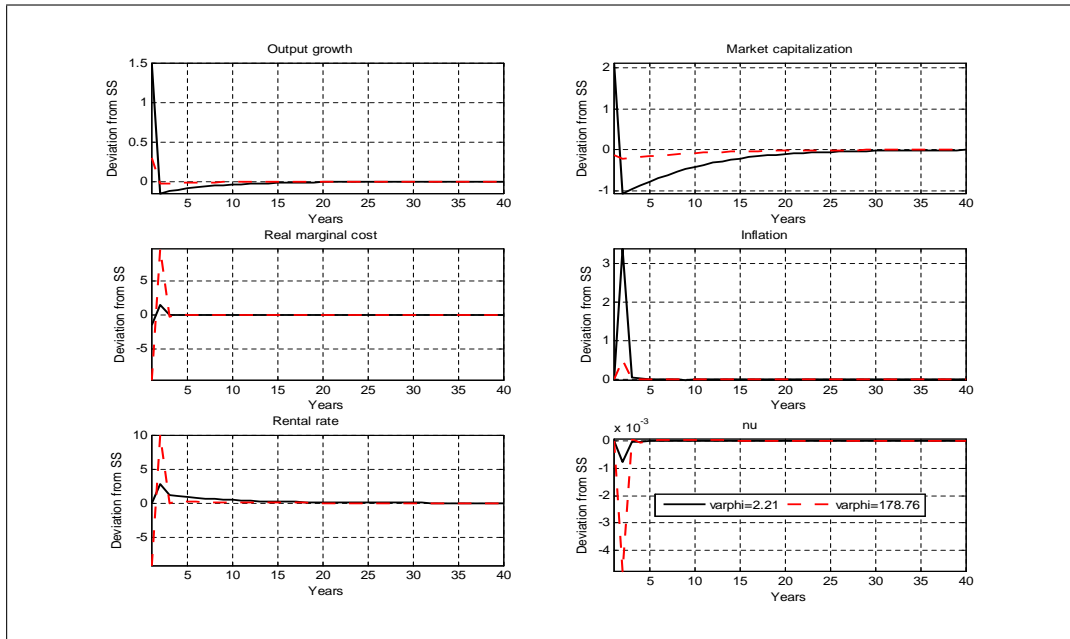 Output growth
Deviation from SS
1.5
1
0.5
0
5 10 15 20 25 30 35 40
Years
Market capitalization
Deviation from SS
2
1
0
-1
5 10 15 20 25 30 35 40
Years
Real marginal cost
Deviation from SS
5
0
-5
5 10 15 20 25 30 35 40
Years
Inflation
Deviation from SS
3
2
1
0
5 10 15 20 25 30 35 40
Years
Rental rate
Deviation from SS
10
5
0
-5
5 10 15 20 25 30 35 40
Years
nu
x 10-3
Deviation from SS
0
-1
-2
-3
-4
varphi=2.21 varphi=178.76
5 10 15 20 25 30 35 40
Years